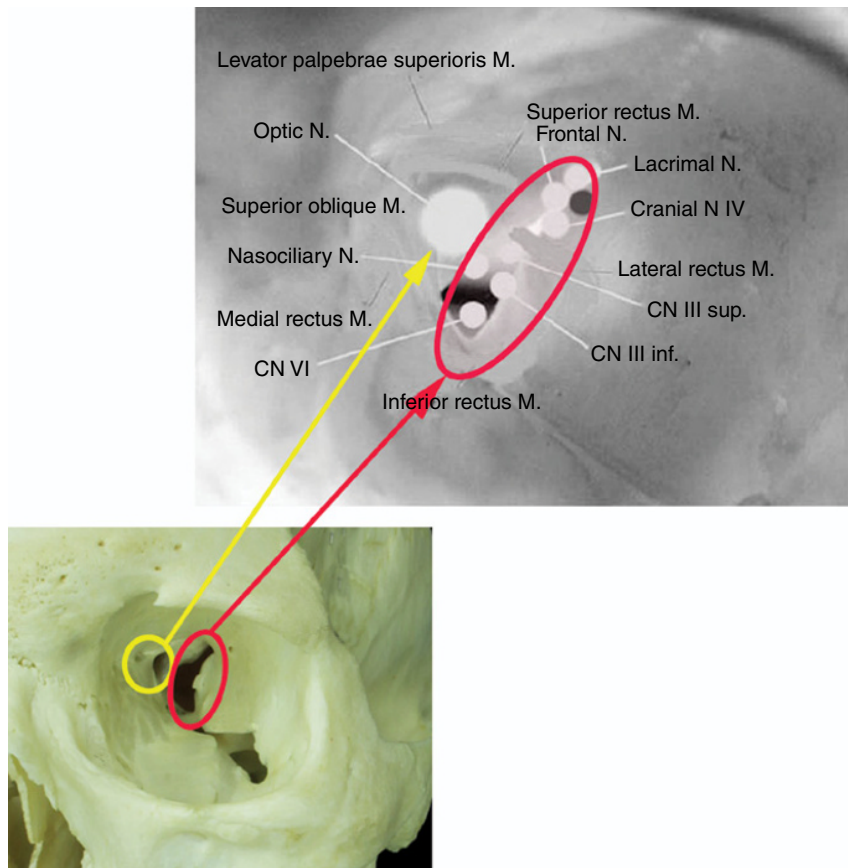 Levator palpebrae superioris M.
Superior rectus M.
Optic N.
Frontal N.
Lacrimal N.
Superior oblique M.
Cranial N IV
Nasociliary N.
Lateral rectus M.
Medial rectus M.
CN III sup.
CN VI
CN III inf.
Inferior rectus M.